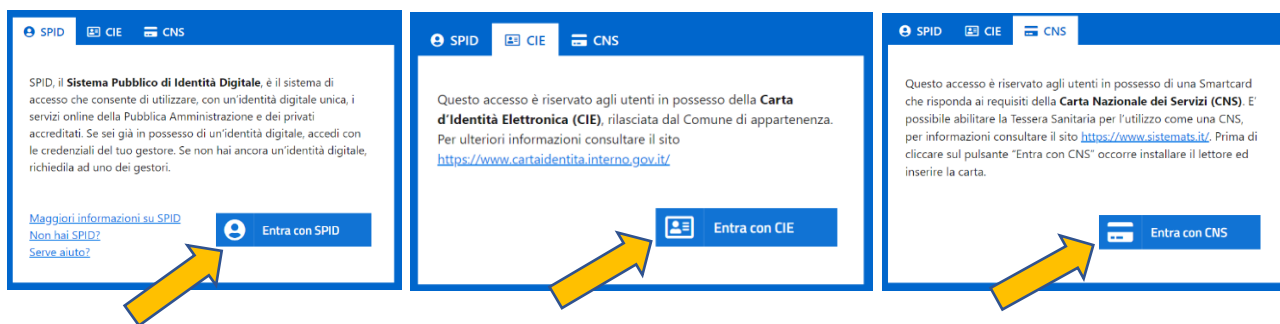 SPID CIE CNS
SPID, il Sistema Pubblico di Identità Digitale, è il sistema di
accesso che consente di utilizzare, con un'identità digitale unica, i
servizi online della Pubblica Amministrazione e dei privati
accreditati. Se sei già in possesso di un'identità digitale, accedi con
le credenziali del tuo gestore. Se non hai ancora un'identità digitale,
richiedila ad uno dei gestori.
Maggiori informazioni su SPID
Non hai SPID?
Serve aiuto?
Entra con SPID
SPID CIE CNS
Questo accesso è riservato agli utenti in possesso della Carta
d'Identità Elettronica (CIE), rilasciata dal Comune di appartenenza.
Per ulteriori informazioni consultare il sito
https://www.cartaidentita.interno.gov.it/
Entra con CIE
SPID CIE CNS
Questo accesso è riservato agli utenti in possesso di una Smartcard
che risponda ai requisiti della Carta Nazionale dei Servizi (CNS). E'
possibile abilitare la Tessera Sanitaria per l'utilizzo come una CNS,
per informazioni consultare il sito https://www.sistemats.it/. Prima di
cliccare sul pulsante "Entra con CNS" occorre installare il lettore ed
inserire la carta.
Entra con CNS